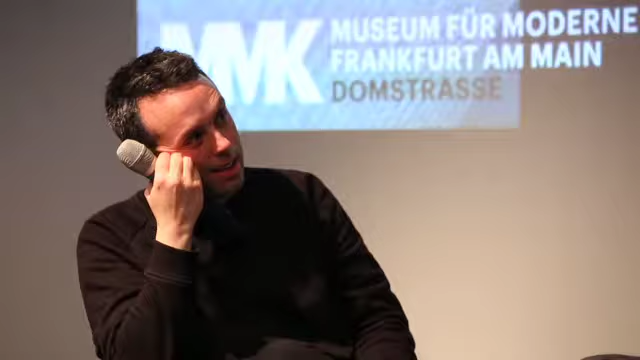 MMK
MUSEUM FÜR MODERNE
FRANKFURT AM MAIN
DOMSTRASSE